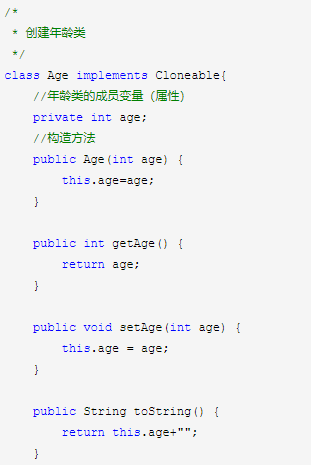 /*
 * 创建年龄类
 */
class Age implements Cloneable{
    //年龄类的成员变量（属性）
    private int age;
    //构造方法
    public Age(int age) {
        this.age=age;
    }

    public int getAge() {
        return age;
    }

    public void setAge(int age) {
        this.age = age;
    }

    public String toString() {
        return this.age+"";
    }